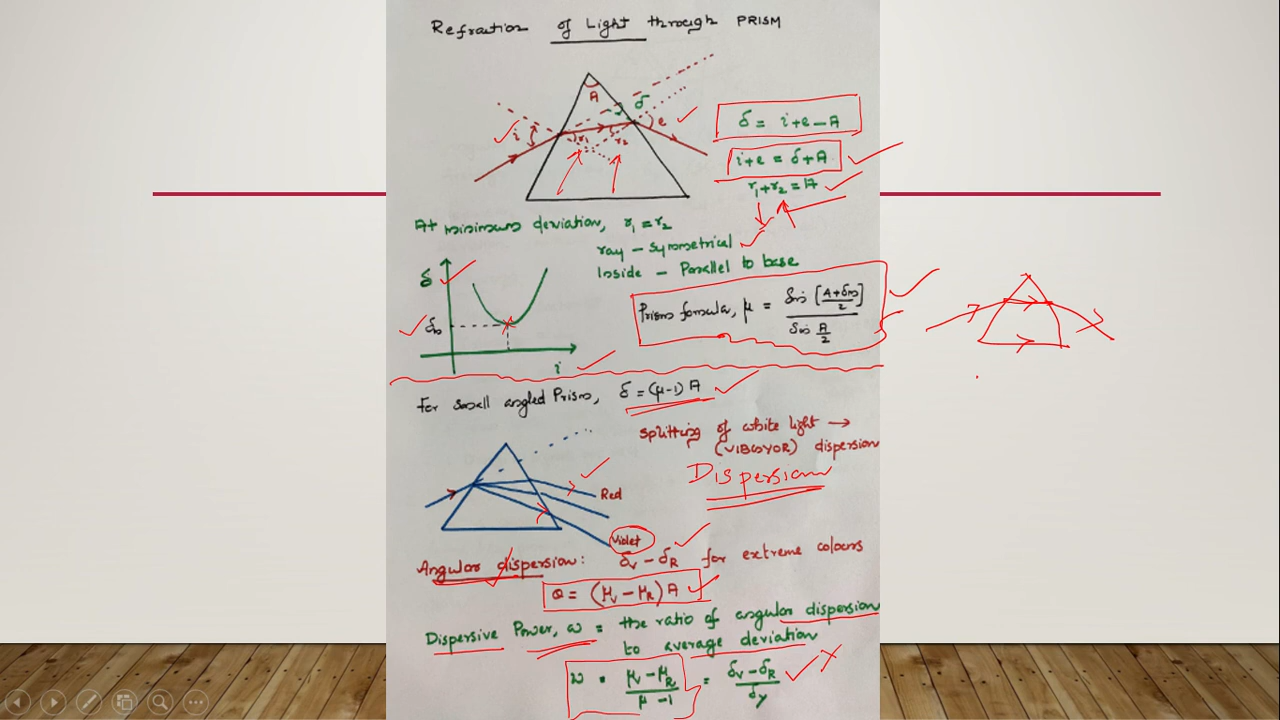 Refraction of Light through PRISM
A
δ
i
r₁
r₂
e
δ = i+e-A
i+e = δ+A
r₁+r₂ = A
At minimum deviation, r₁ = r₂
ray - Symmetrical
Inside - Parallel to base
δ
δm
i
Prism formula, μ = Sin [(A+δm)/2] / Sin A/2
For small angled Prism, δ = (μ-1) A
Splitting of white light →
(VIBGYOR) dispersion
Dispersion
Red
Violet
Angular dispersion: δv - δR for extreme colours
θ = (μv - μR) A
Dispersive Power, ω = the ratio of angular dispersion
to average deviation
ω = (μv - μR)/(μ - 1) = (δv - δR)/δy